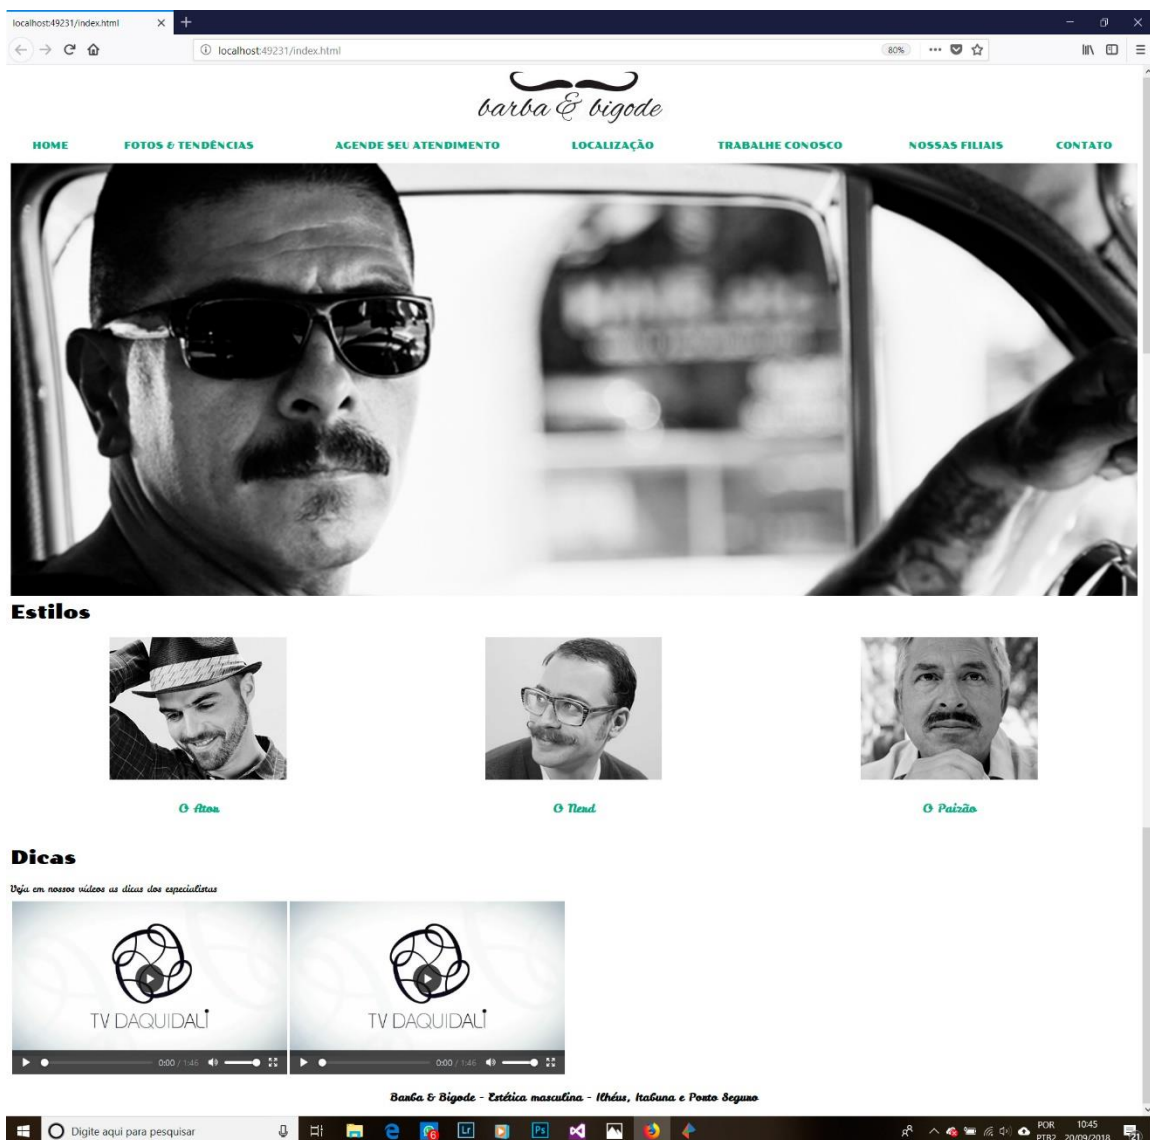 localhost:49231/index.html
localhost:49231/index.html
80%
barba & bigode
HOME FOTOS & TENDÊNCIAS AGENDE SEU ATENDIMENTO LOCALIZAÇÃO TRABALHE CONOSCO NOSSAS FILIAIS CONTATO
Estilos
O Ator O Nerd O Paizão
Dicas
Veja em nossos vídeos as dicas dos especialistas
TV DAQUIDALI TV DAQUIDALI
0:00 / 1:46 0:00 / 1:46
Barba & Bigode - Estética masculina - Ilhéus, Itabuna e Porto Seguro
Digite aqui para pesquisar
Lr
Ps
POR 10:45
PTB2 20/09/2018
21